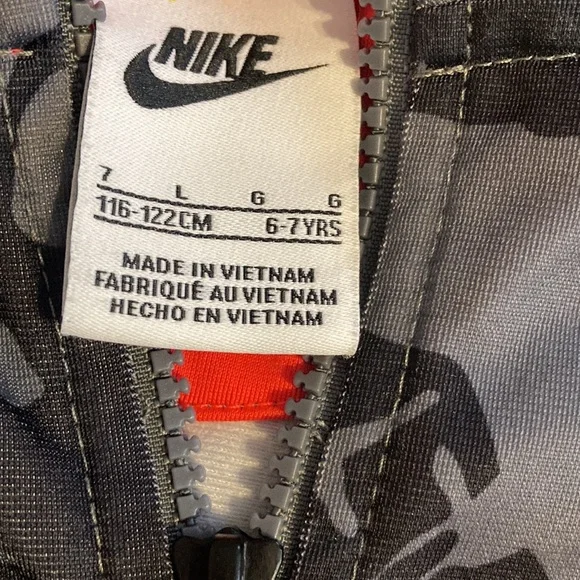 NIKE
7 L G G
116-122CM 6-7YRS
MADE IN VIETNAM
FABRIQUÉ AU VIETNAM
HECHO EN VIETNAM